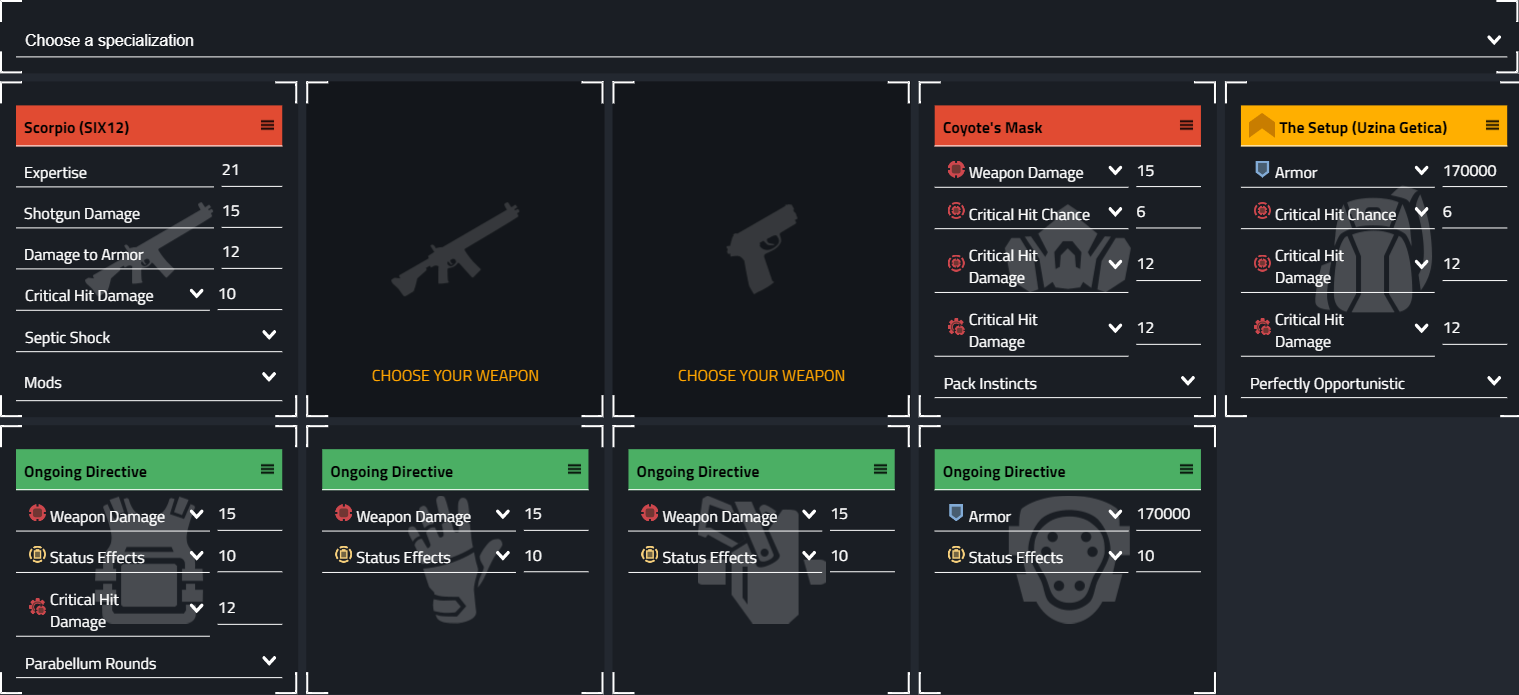 Choose a specialization
Scorpio (SIX12)
Expertise 21
Shotgun Damage 15
Damage to Armor 12
Critical Hit Damage 10
Septic Shock
Mods
CHOOSE YOUR WEAPON
CHOOSE YOUR WEAPON
Coyote's Mask
Weapon Damage 15
Critical Hit Chance 6
Critical Hit
Damage 12
Critical Hit
Damage 12
Pack Instincts
The Setup (Uzina Getica)
Armor 170000
Critical Hit Chance 6
Critical Hit
Damage 12
Critical Hit
Damage 12
Perfectly Opportunistic
Ongoing Directive
Weapon Damage 15
Status Effects 10
Critical Hit
Damage 12
Parabellum Rounds
Ongoing Directive
Weapon Damage 15
Status Effects 10
Ongoing Directive
Weapon Damage 15
Status Effects 10
Ongoing Directive
Armor 170000
Status Effects 10